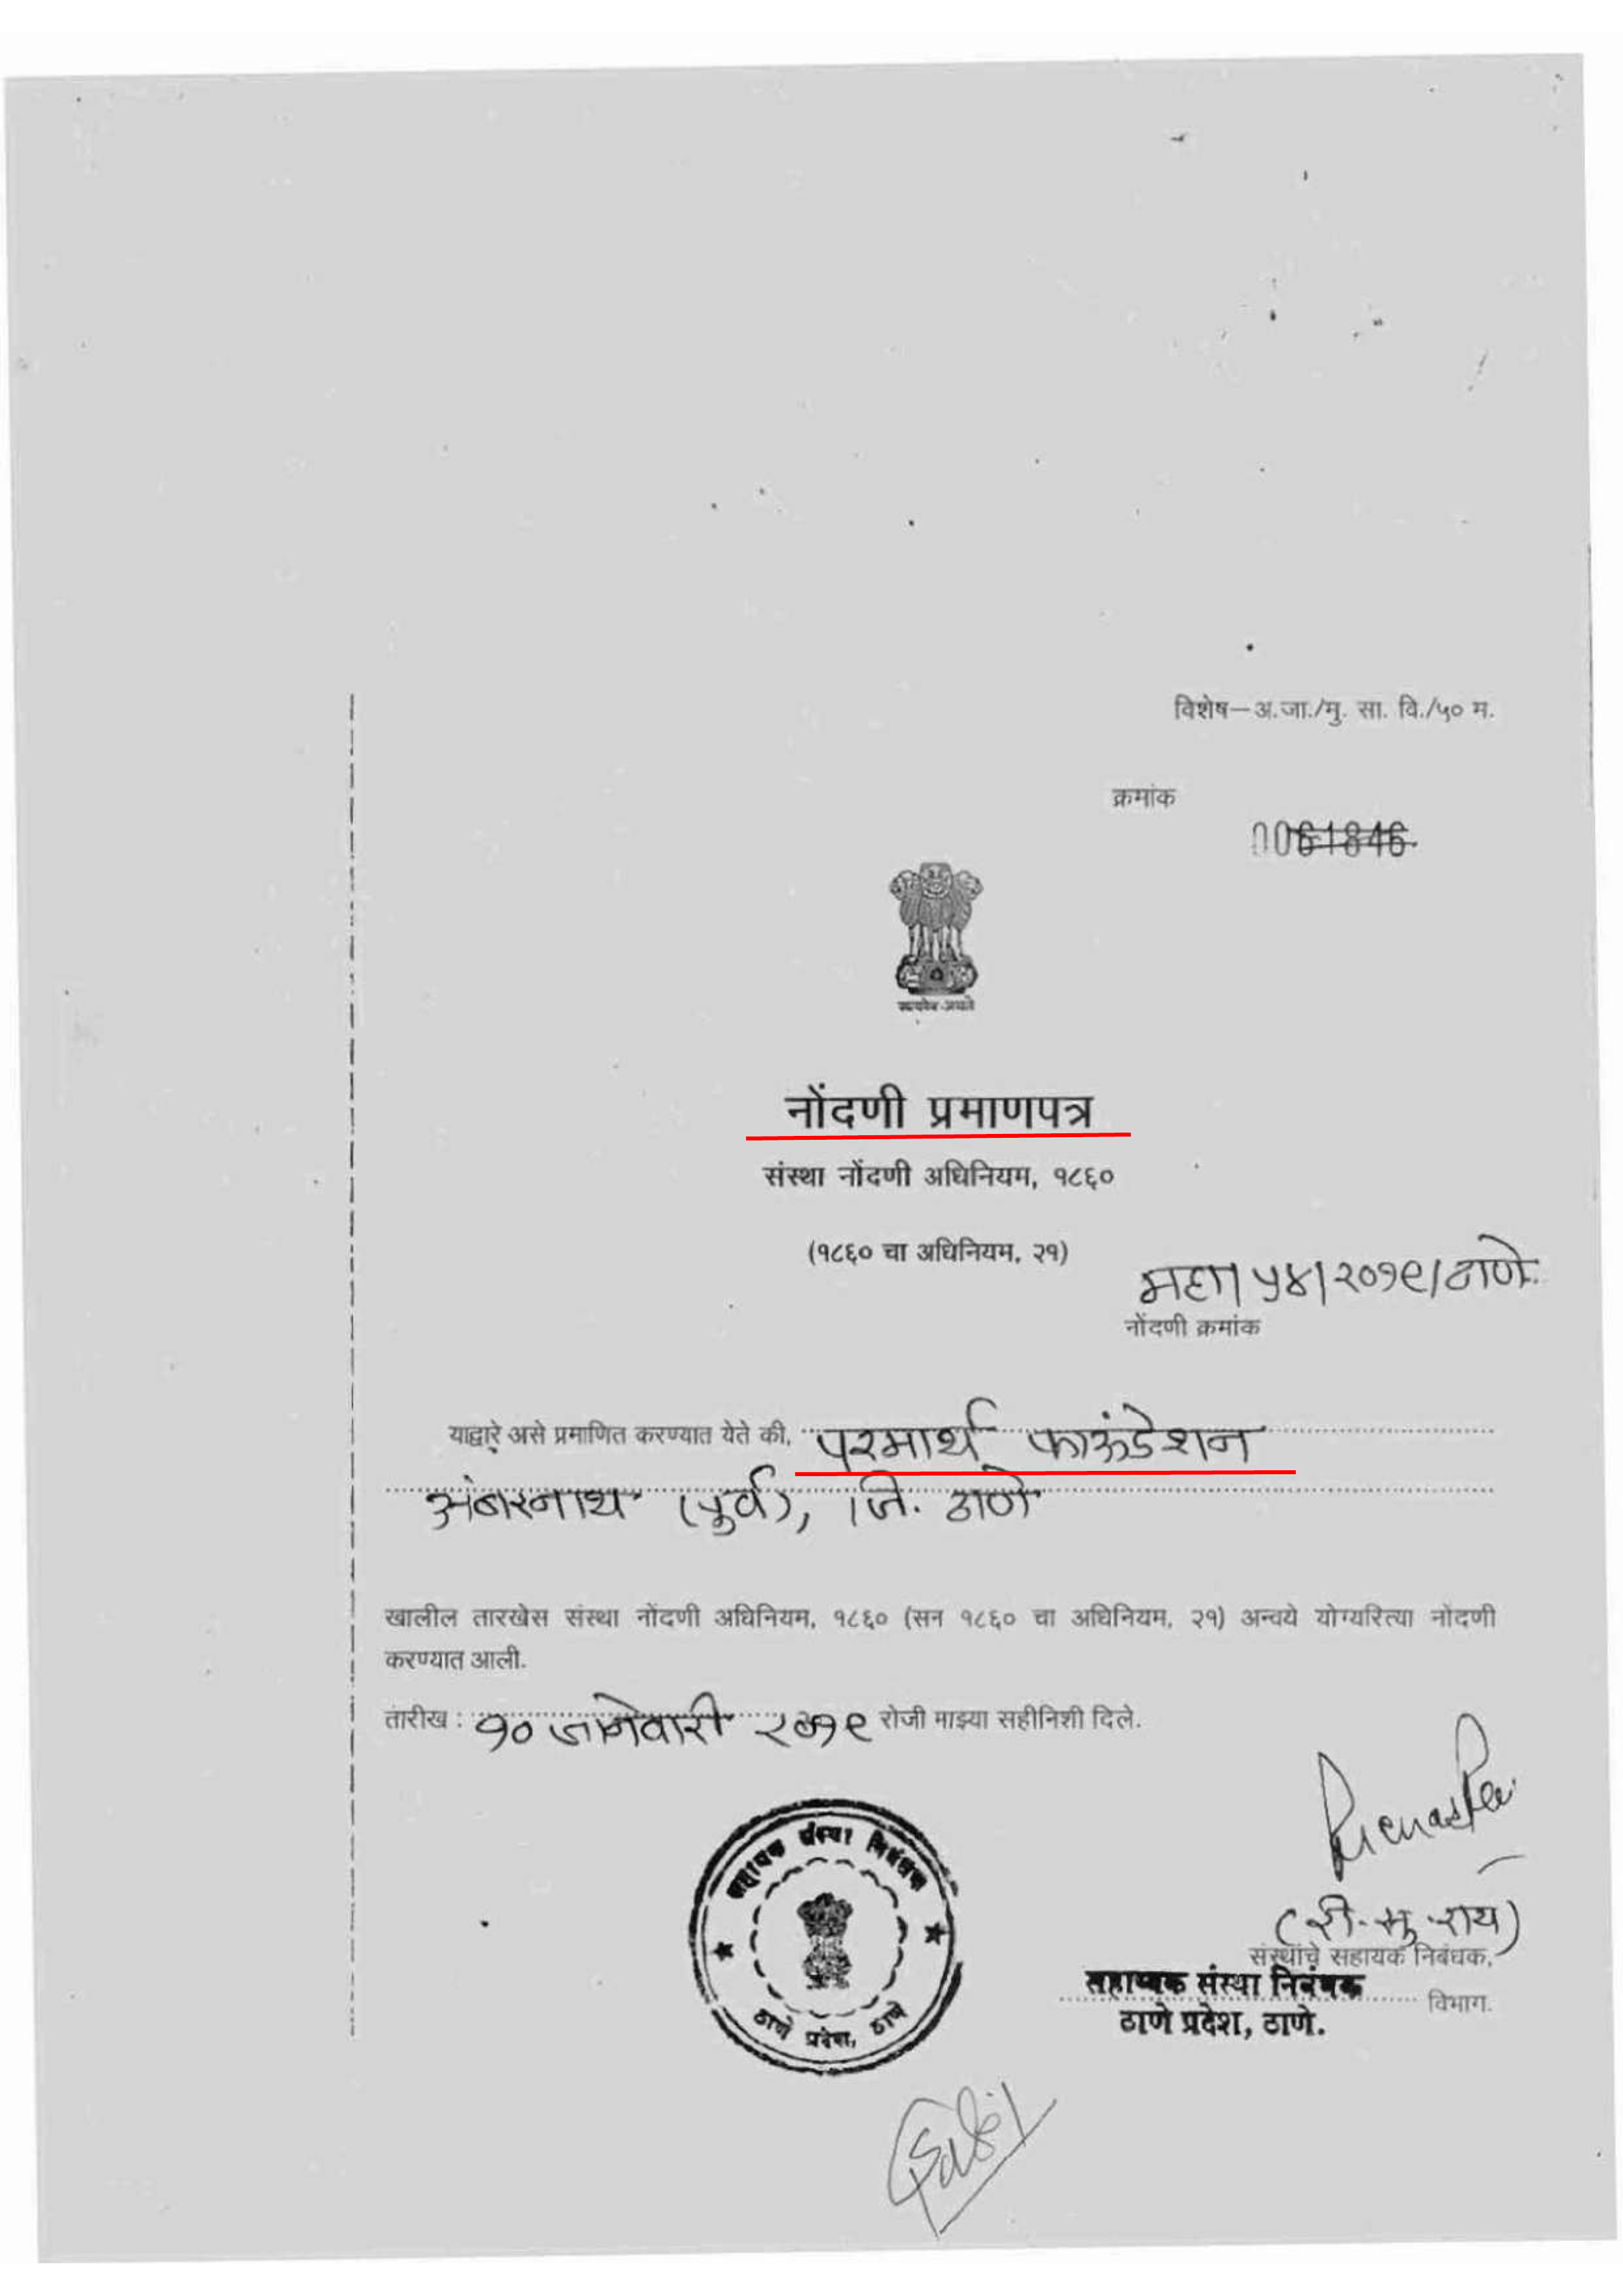 विशेष—अ.जा./मु. सा. वि./५० म.
क्रमांक
0061846
सत्यमेव जयते
नोंदणी प्रमाणपत्र
संस्था नोंदणी अधिनियम, १८६०
(१८६० चा अधिनियम, २१)
महा/५४/२०१९/ठाणे.
नोंदणी क्रमांक
याद्वारे असे प्रमाणित करण्यात येते की, परमार्थ फाऊंडेशन
अंबरनाथ (पुर्व), जि. ठाणे
खालील तारखेस संस्था नोंदणी अधिनियम, १८६० (सन १८६० चा अधिनियम, २१) अन्वये योग्यरित्या नोंदणी
करण्यात आली.
तारीख : १० जानेवारी २०१९ रोजी माझ्या सहीनिशी दिले.
सहायक संस्था निबंधक
ठाणे प्रदेश, ठाणे
(री. मु. राय)
संस्थांचे सहायक निबंधक,
सहाय्यक संस्था निबंधक
विभाग.
ठाणे प्रदेश, ठाणे.